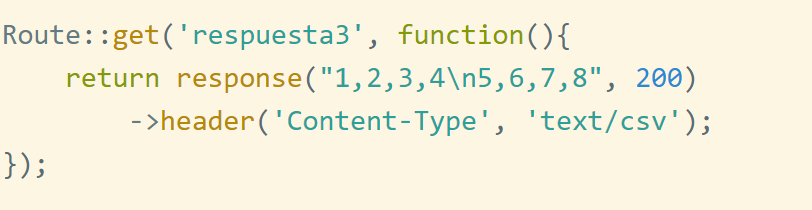 Route::get('respuesta3', function(){
    return response("1,2,3,4\n5,6,7,8", 200)
        ->header('Content-Type', 'text/csv');
});